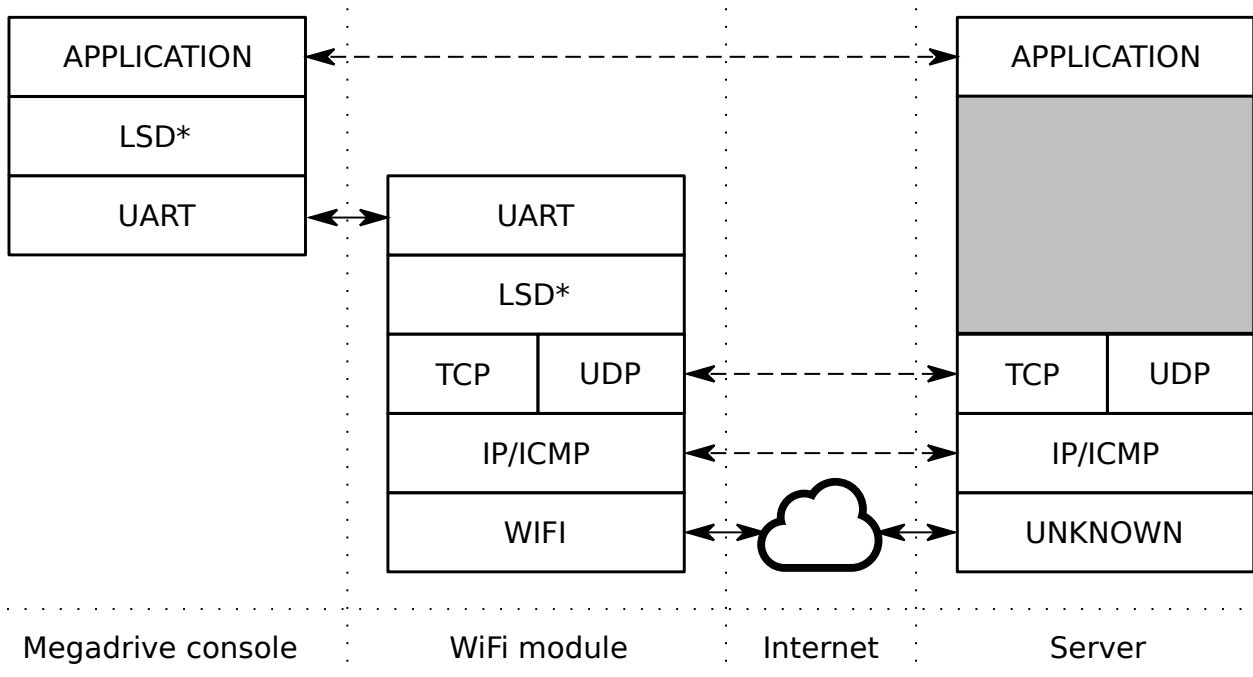 APPLICATION
LSD*
UART
UART
LSD*
TCP
UDP
IP/ICMP
WIFI
APPLICATION
TCP
UDP
IP/ICMP
UNKNOWN
Megadrive console
WiFi module
Internet
Server